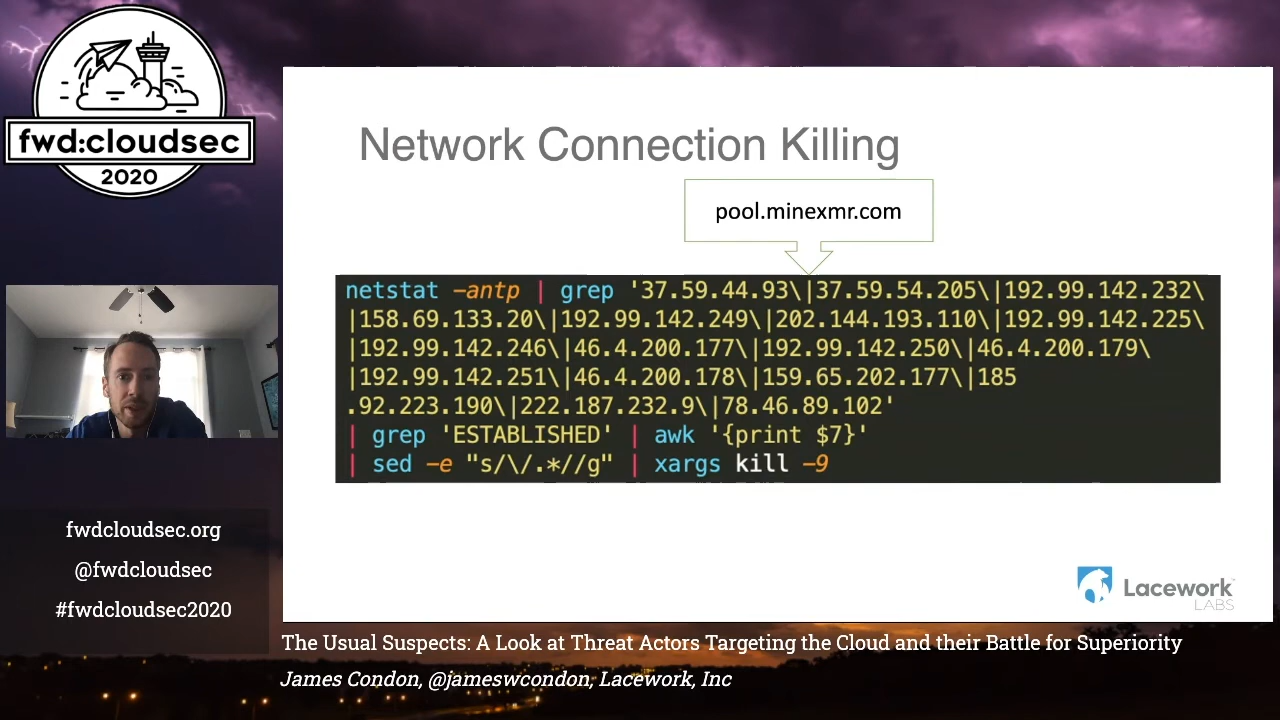 fwd:cloudsec
2020
Network Connection Killing
pool.minexmr.com
netstat -antp | grep '37.59.44.93\|37.59.54.205\|192.99.142.232\
|158.69.133.20\|192.99.142.249\|202.144.193.110\|192.99.142.225\
|192.99.142.246\|46.4.200.177\|192.99.142.250\|46.4.200.179\
|192.99.142.251\|46.4.200.178\|159.65.202.177\|185
.92.223.190\|222.187.232.9\|78.46.89.102'
| grep 'ESTABLISHED' | awk '{print $7}'
| sed -e "s/\/.*//g" | xargs kill -9
Lacework
LABS
fwdcloudsec.org
@fwdcloudsec
#fwdcloudsec2020
The Usual Suspects: A Look at Threat Actors Targeting the Cloud and their Battle for Superiority
James Condon, @jameswcondon, Lacework, Inc